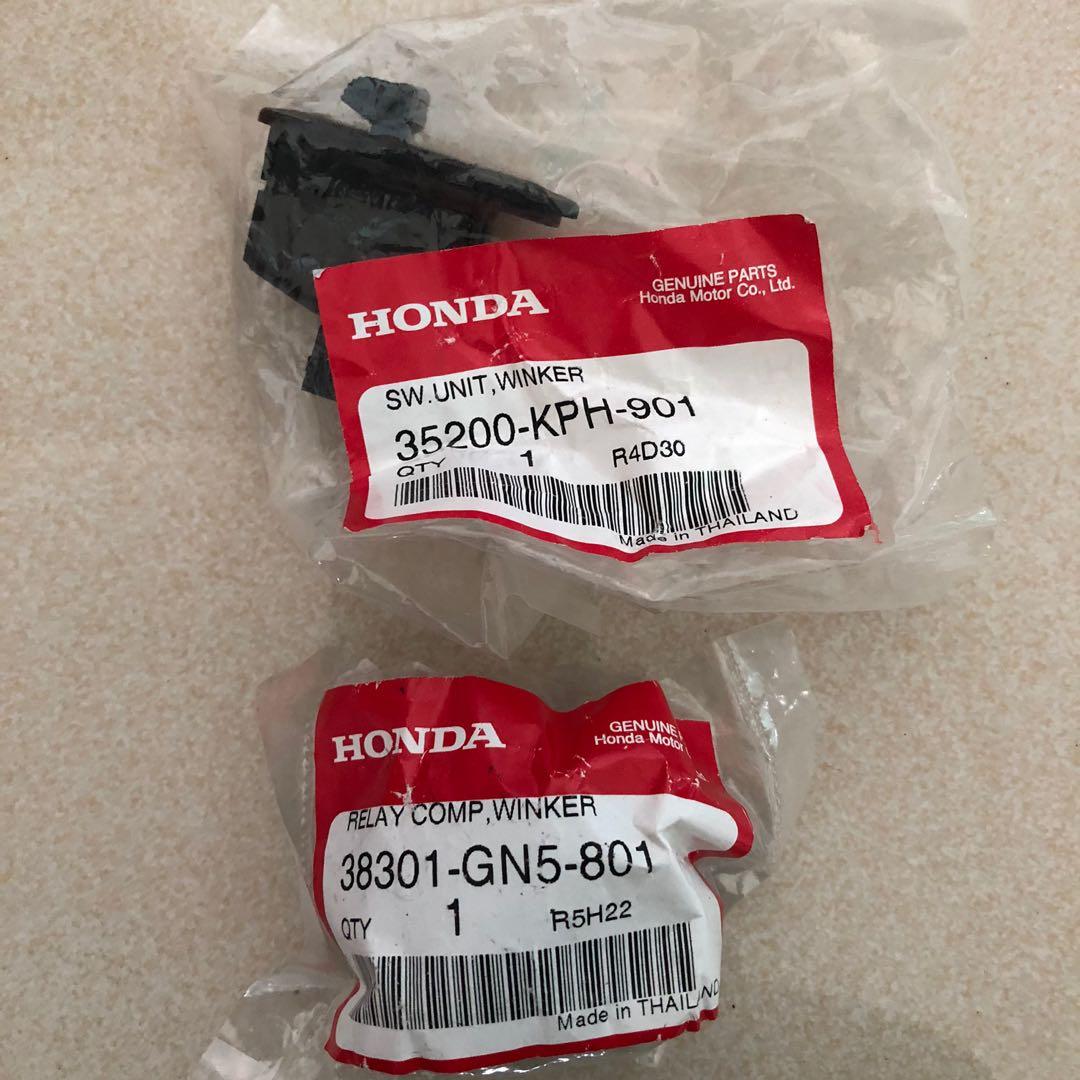 HONDA
GENUINE PARTS
Honda Motor Co., Ltd.
SW.UNIT,WINKER
35200-KPH-901
QTY 1 R4D30
Made in THAILAND
HONDA
GENUINE
Honda Motor
RELAY COMP,WINKER
38301-GN5-801
QTY 1 R5H22
Made in THAILAND